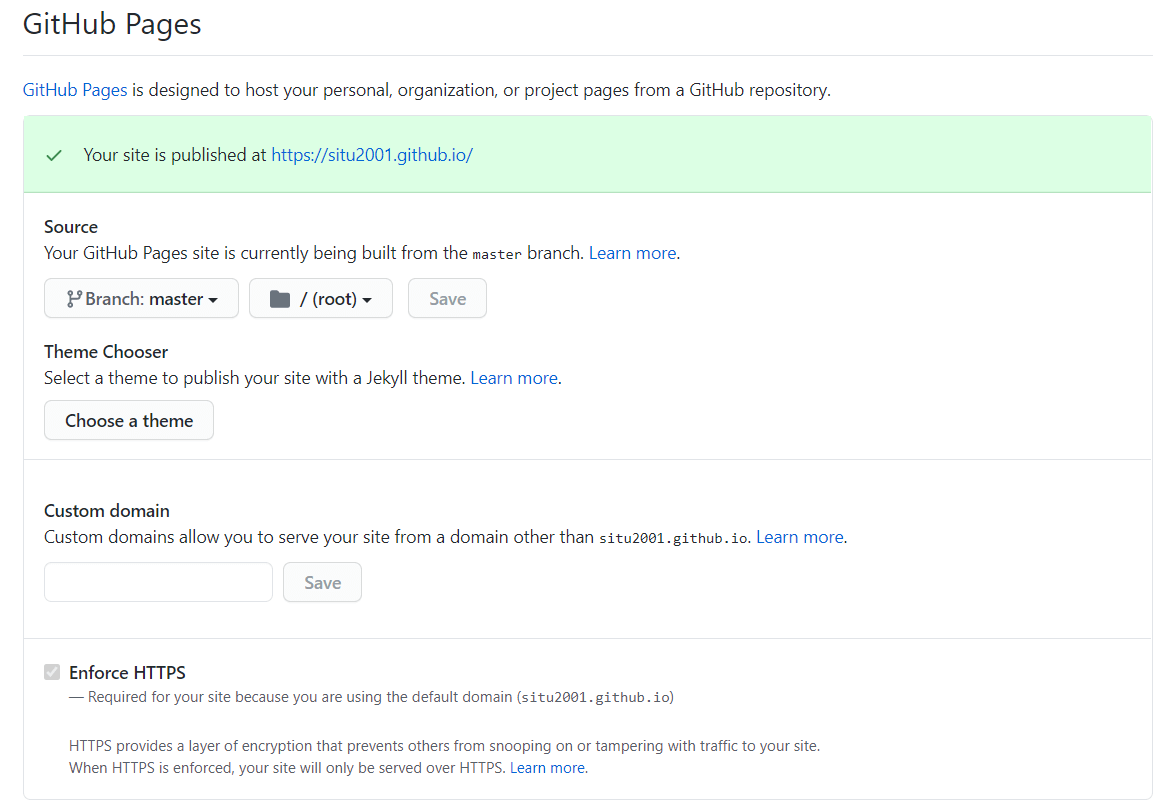 GitHub Pages
GitHub Pages is designed to host your personal, organization, or project pages from a GitHub repository.
Your site is published at https://situ2001.github.io/
Source
Your GitHub Pages site is currently being built from the master branch. Learn more.
Branch: master / (root) Save
Theme Chooser
Select a theme to publish your site with a Jekyll theme. Learn more.
Choose a theme
Custom domain
Custom domains allow you to serve your site from a domain other than situ2001.github.io. Learn more.
Save
Enforce HTTPS
— Required for your site because you are using the default domain (situ2001.github.io)
HTTPS provides a layer of encryption that prevents others from snooping on or tampering with traffic to your site.
When HTTPS is enforced, your site will only be served over HTTPS. Learn more.